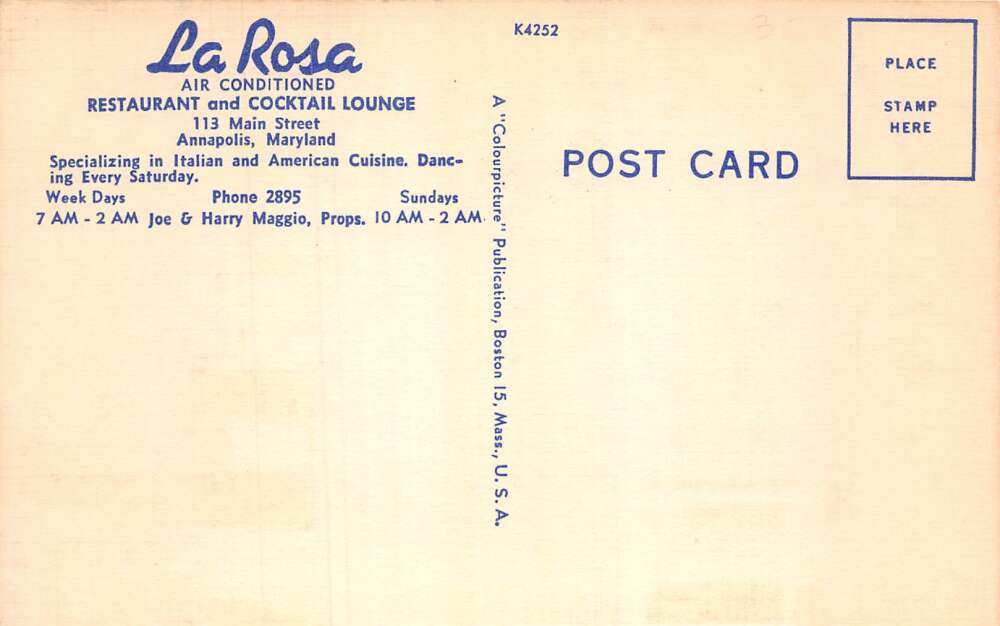 La Rosa
AIR CONDITIONED
RESTAURANT and COCKTAIL LOUNGE
113 Main Street
Annapolis, Maryland
Specializing in Italian and American Cuisine. Danc-
ing Every Saturday.
Week Days Phone 2895 Sundays
7 AM - 2 AM Joe & Harry Maggio, Props. 10 AM - 2 AM
A "Colourpicture" Publication, Boston 15, Mass., U. S. A.
K4252
POST CARD
PLACE
STAMP
HERE